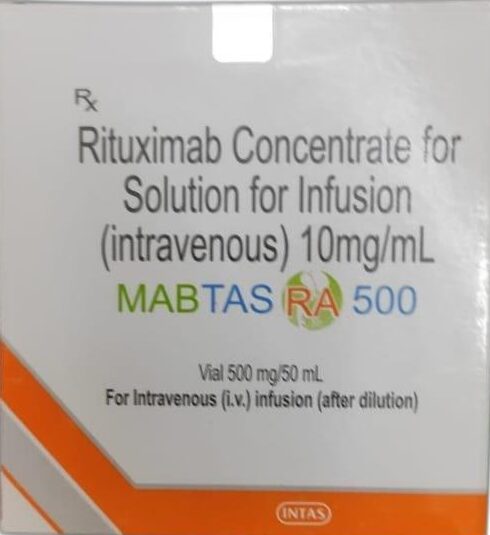 Rx
Rituximab Concentrate for
Solution for Infusion
(intravenous) 10mg/mL
MABTAS RA 500
Vial 500 mg/50 mL
For Intravenous (i.v.) infusion (after dilution)
INTAS